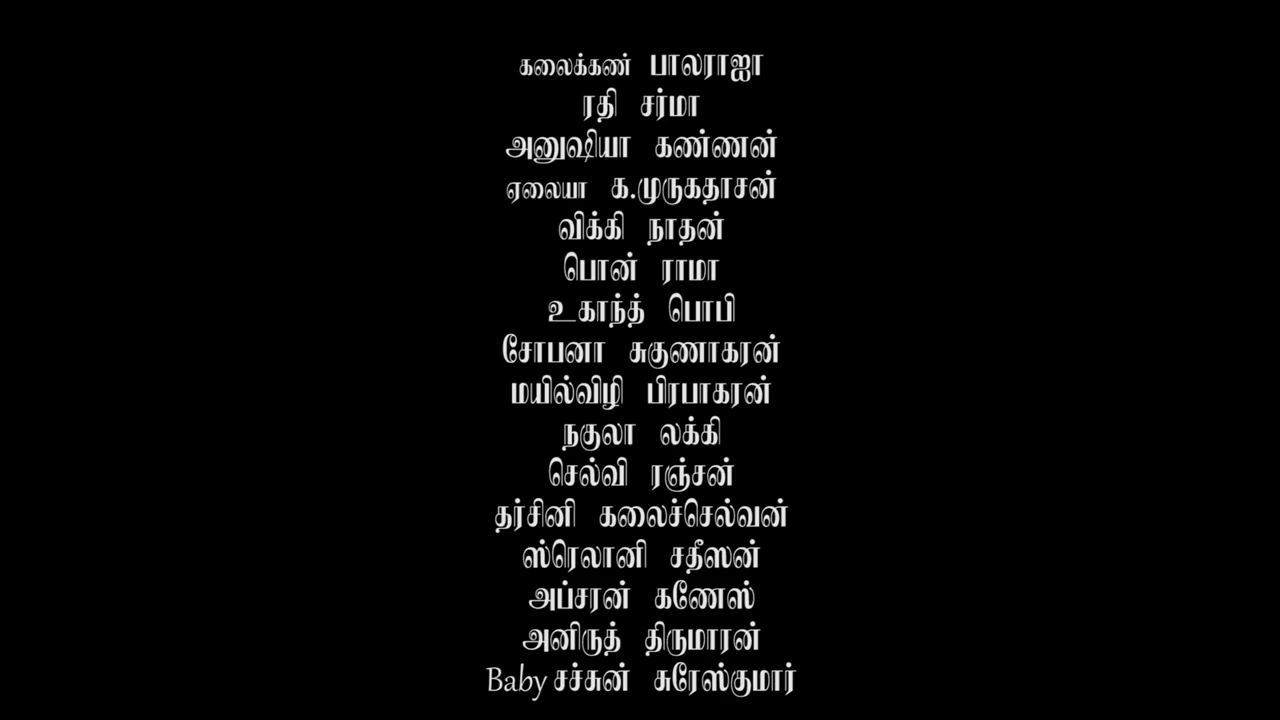 கலைக்கண் பாலராஜா
ரதி சர்மா
அனுஷியா கண்ணன்
ஏலையா க.முருகதாசன்
விக்கி நாதன்
பொன் ராமா
உகாந்த் பொபி
சோபனா சுகுணாகரன்
மயில்விழி பிரபாகரன்
நகுலா லக்கி
செல்வி ரஞ்சன்
தர்சினி கலைச்செல்வன்
ஸ்ரெலானி சதீஸன்
அப்சரன் கணேஸ்
அனிருத் திருமாரன்
Baby சச்சுன் சுரேஸ்குமார்